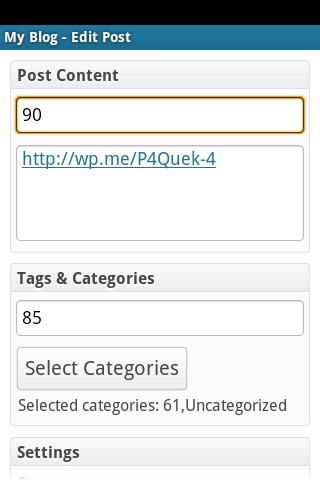 My Blog - Edit Post
Post Content
90
http://wp.me/P4Quek-4
Tags & Categories
85
Select Categories
Selected categories: 61,Uncategorized
Settings